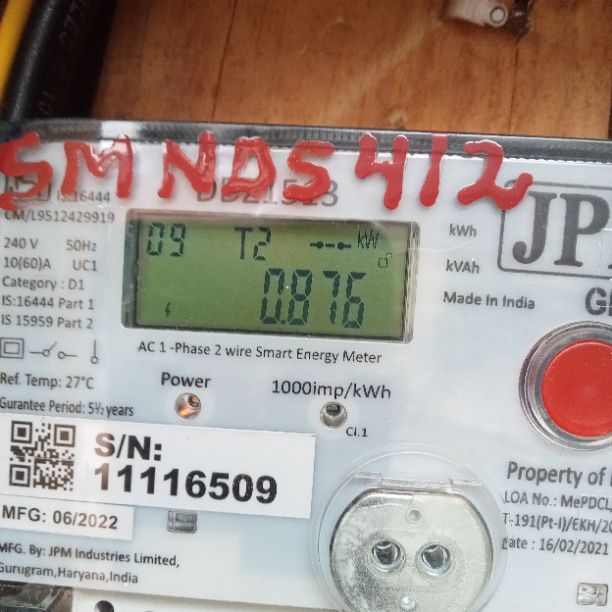 SMNDS412
IS:16444
CM/L9512429919
240 V 50Hz
10(60)A UC1
Category : D1
IS:16444 Part 1
IS 15959 Part 2
09 T2 kW
0.876
kWh
kVAh
Made In India
JP
AC 1 -Phase 2 wire Smart Energy Meter
Ref. Temp: 27°C
Gurantee Period: 5½ years
Power
1000imp/kWh
Cl.1
S/N:
11116509
MFG: 06/2022
MFG. By: JPM Industries Limited,
Gurugram,Haryana,India
Property of
LOA No.: MePDCL/
T-191(Pt-I)/EKH/20
Date : 16/02/2021